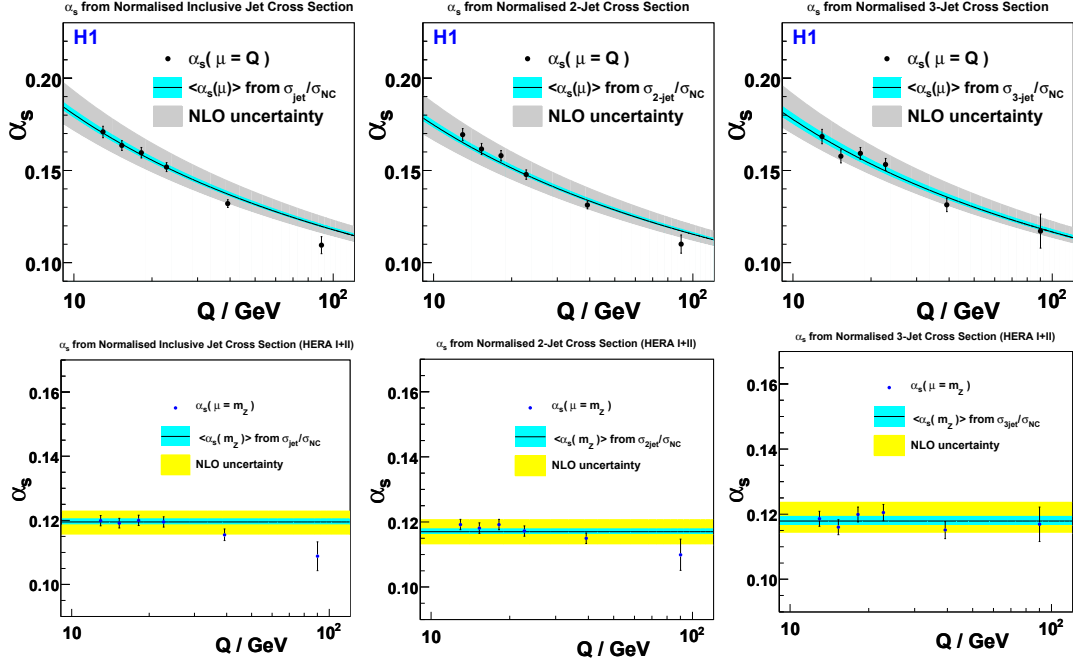 αs from Normalised Inclusive Jet Cross Section
H1
αs( μ = Q )
<αs(μ)> from σjet/σNC
NLO uncertainty
αs
0.20
0.15
0.10
10
10²
Q / GeV
αs from Normalised 2-Jet Cross Section
H1
αs( μ = Q )
<αs(μ)> from σ2-jet/σNC
NLO uncertainty
αs
0.20
0.15
0.10
10
10²
Q / GeV
αs from Normalised 3-Jet Cross Section
H1
αs( μ = Q )
<αs(μ)> from σ3-jet/σNC
NLO uncertainty
αs
0.20
0.15
0.10
10
10²
Q / GeV
αs from Normalised Inclusive Jet Cross Section (HERA I+II)
αs( μ = mZ )
<αs( mZ )> from σjet/σNC
NLO uncertainty
αs
0.16
0.14
0.12
0.10
10
10²
Q / GeV
αs from Normalised 2-Jet Cross Section (HERA I+II)
αs( μ = mZ )
<αs( mZ )> from σ2jet/σNC
NLO uncertainty
αs
0.16
0.14
0.12
0.10
10
10²
Q / GeV
αs from Normalised 3-Jet Cross Section (HERA I+II)
αs( μ = mZ )
<αs( mZ )> from σ3jet/σNC
NLO uncertainty
αs
0.16
0.14
0.12
0.10
10
10²
Q / GeV